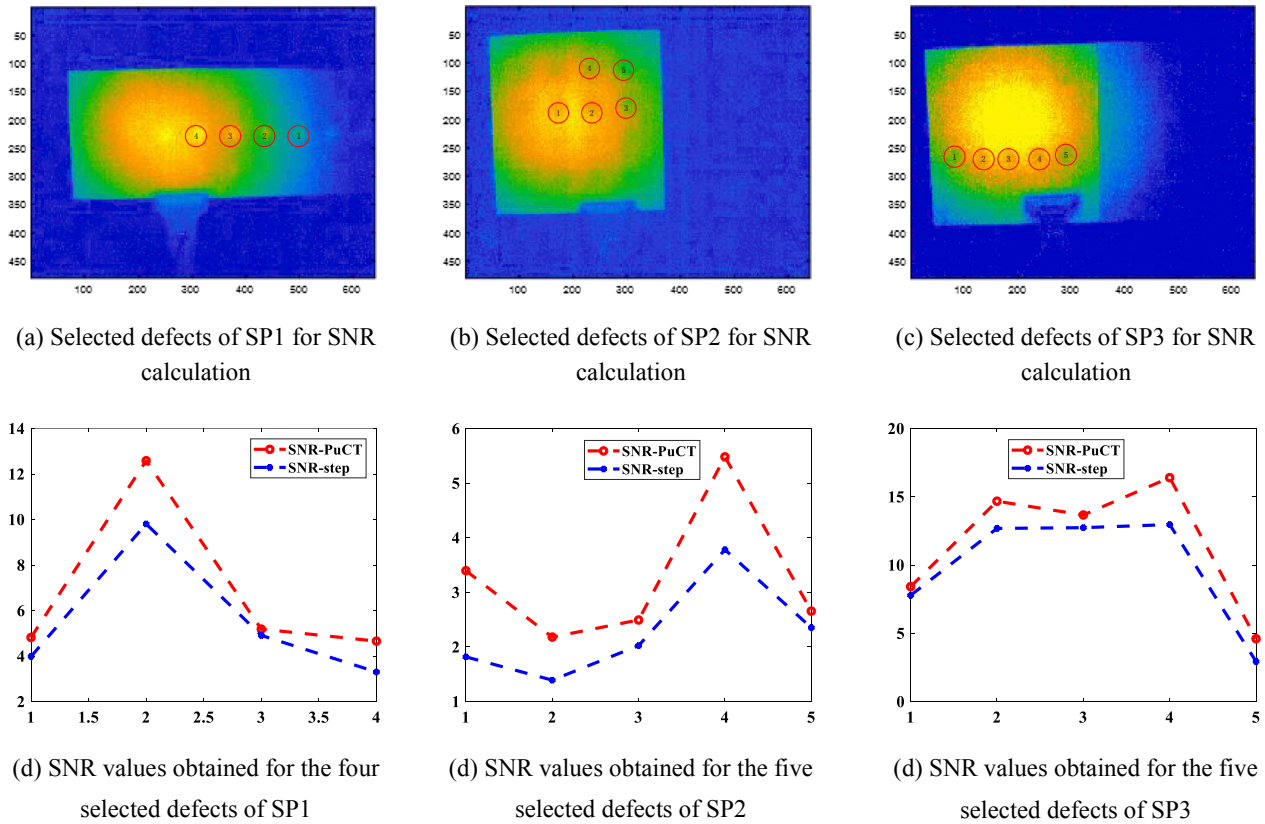 50
100
150
200
250
300
350
400
450
100 200 300 400 500 600
4 3 2 1
50
100
150
200
250
300
350
400
450
100 200 300 400 500 600
4 5
1 2 3
50
100
150
200
250
300
350
400
450
100 200 300 400 500 600
1 2 3 4 5
(a) Selected defects of SP1 for SNR
calculation
(b) Selected defects of SP2 for SNR
calculation
(c) Selected defects of SP3 for SNR
calculation
14
12
10
8
6
4
2
1 1.5 2 2.5 3 3.5 4
SNR-PuCT
SNR-step
6
5
4
3
2
1
1 2 3 4 5
SNR-PuCT
SNR-step
20
15
10
5
0
1 2 3 4 5
SNR-PuCT
SNR-step
(d) SNR values obtained for the four
selected defects of SP1
(d) SNR values obtained for the five
selected defects of SP2
(d) SNR values obtained for the five
selected defects of SP3